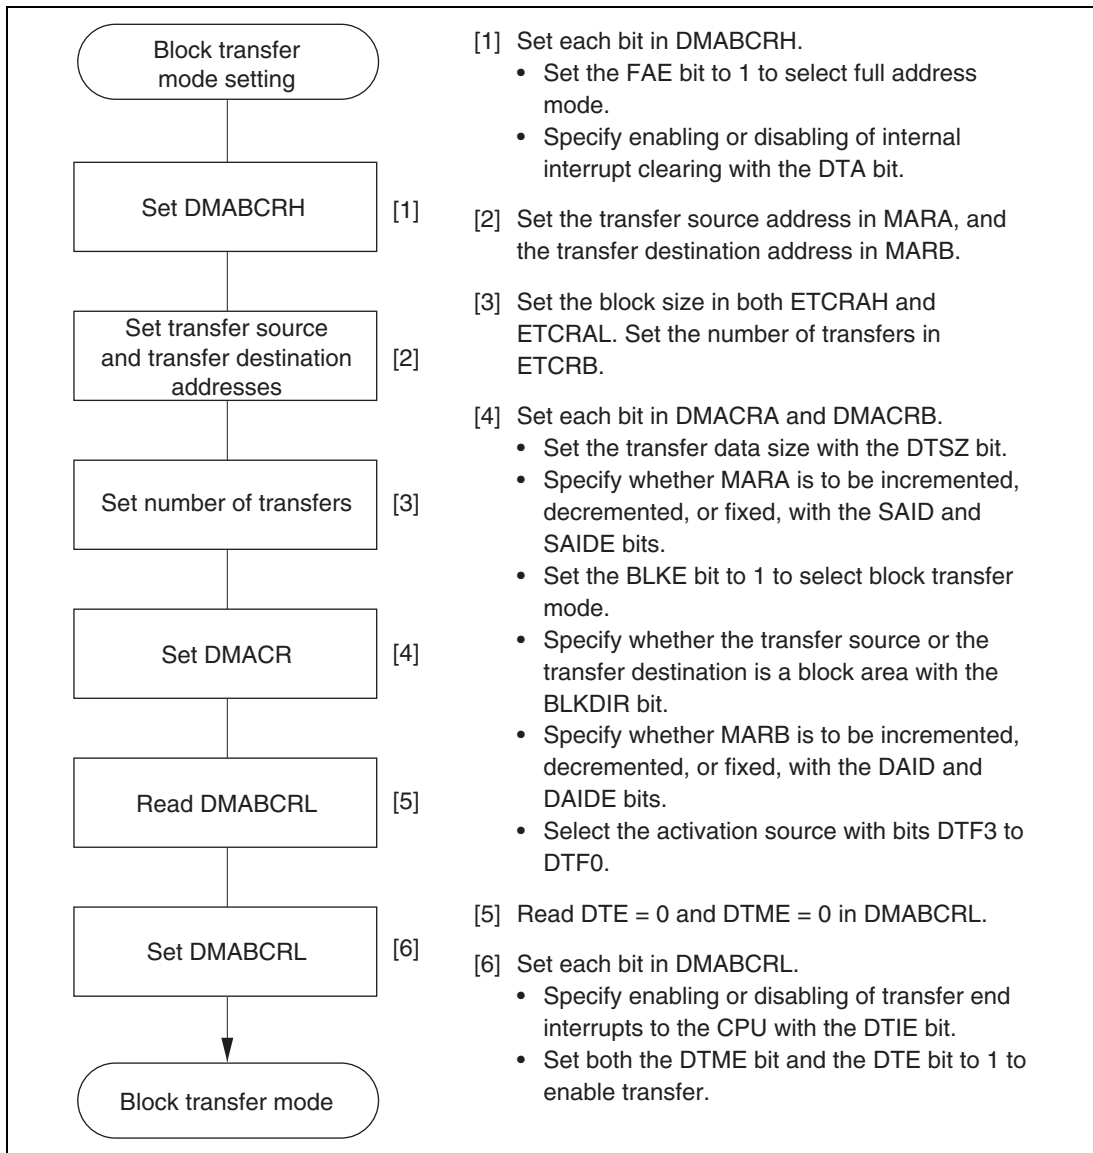 Block transfer
mode setting
Set DMABCRH
[1]
Set transfer source
and transfer destination
addresses
[2]
Set number of transfers
[3]
Set DMACR
[4]
Read DMABCRL
[5]
Set DMABCRL
[6]
Block transfer mode
[1] Set each bit in DMABCRH.
• Set the FAE bit to 1 to select full address
mode.
• Specify enabling or disabling of internal
interrupt clearing with the DTA bit.
[2] Set the transfer source address in MARA, and
the transfer destination address in MARB.
[3] Set the block size in both ETCRAH and
ETCRAL. Set the number of transfers in
ETCRB.
[4] Set each bit in DMACRA and DMACRB.
• Set the transfer data size with the DTSZ bit.
• Specify whether MARA is to be incremented,
decremented, or fixed, with the SAID and
SAIDE bits.
• Set the BLKE bit to 1 to select block transfer
mode.
• Specify whether the transfer source or the
transfer destination is a block area with the
BLKDIR bit.
• Specify whether MARB is to be incremented,
decremented, or fixed, with the DAID and
DAIDE bits.
• Select the activation source with bits DTF3 to
DTF0.
[5] Read DTE = 0 and DTME = 0 in DMABCRL.
[6] Set each bit in DMABCRL.
• Specify enabling or disabling of transfer end
interrupts to the CPU with the DTIE bit.
• Set both the DTME bit and the DTE bit to 1 to
enable transfer.